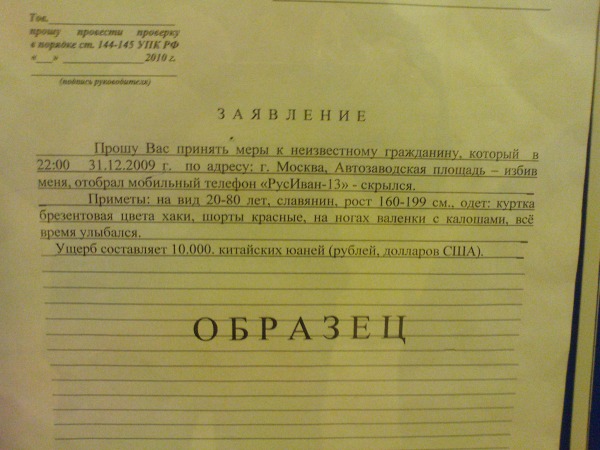 Тов.
прошу провести проверку
в порядке ст. 144-145 УПК РФ
«___» ______________ 2010 г.
(подпись руководителя)
ЗАЯВЛЕНИЕ
Прошу Вас принять меры к неизвестному гражданину, который в
22:00 31.12.2009 г. по адресу: г. Москва, Автозаводская площадь – избив
меня, отобрал мобильный телефон «РусИван-13» - скрылся.
Приметы: на вид 20-80 лет, славянин, рост 160-199 см., одет: куртка
брезентовая цвета хаки, шорты красные, на ногах валенки с калошами, всё
время улыбался.
Ущерб составляет 10,000. китайских юаней (рублей, долларов США).
ОБРАЗЕЦ